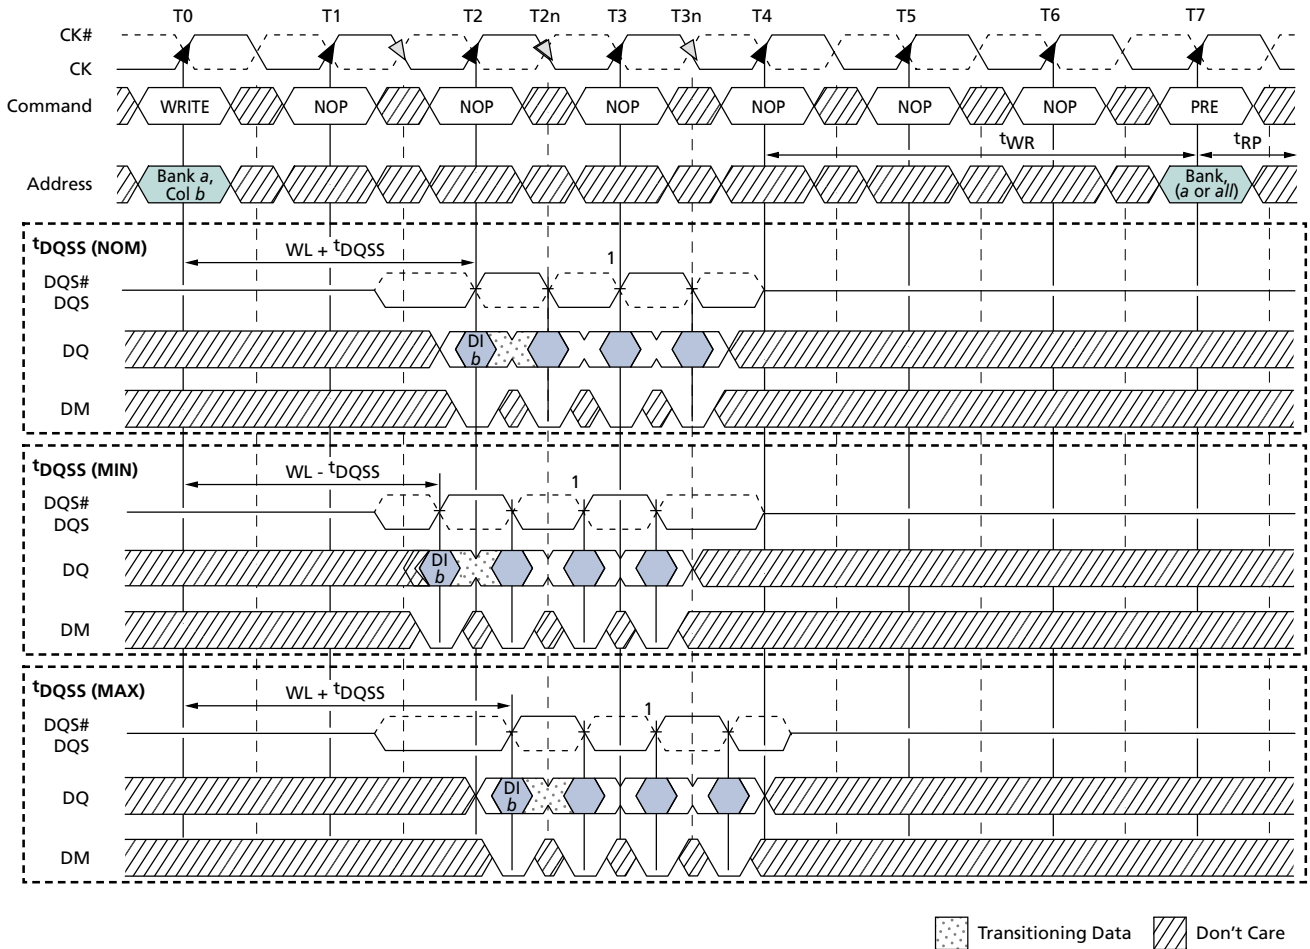 T0 T1 T2 T2n T3 T3n T4 T5 T6 T7
CK#
CK
Command WRITE NOP NOP NOP NOP NOP NOP PRE
tWR tRP
Address Bank a, Col b Bank, (a or all)
tDQSS (NOM)
WL + tDQSS
1
DQS#
DQS
DQ DI b
DM
tDQSS (MIN)
WL - tDQSS
1
DQS#
DQS
DQ DI b
DM
tDQSS (MAX)
WL + tDQSS
1
DQS#
DQS
DQ DI b
DM
Transitioning Data Don't Care